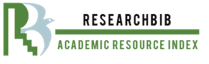 RESEARCHBIB
ACADEMIC RESOURCE INDEX